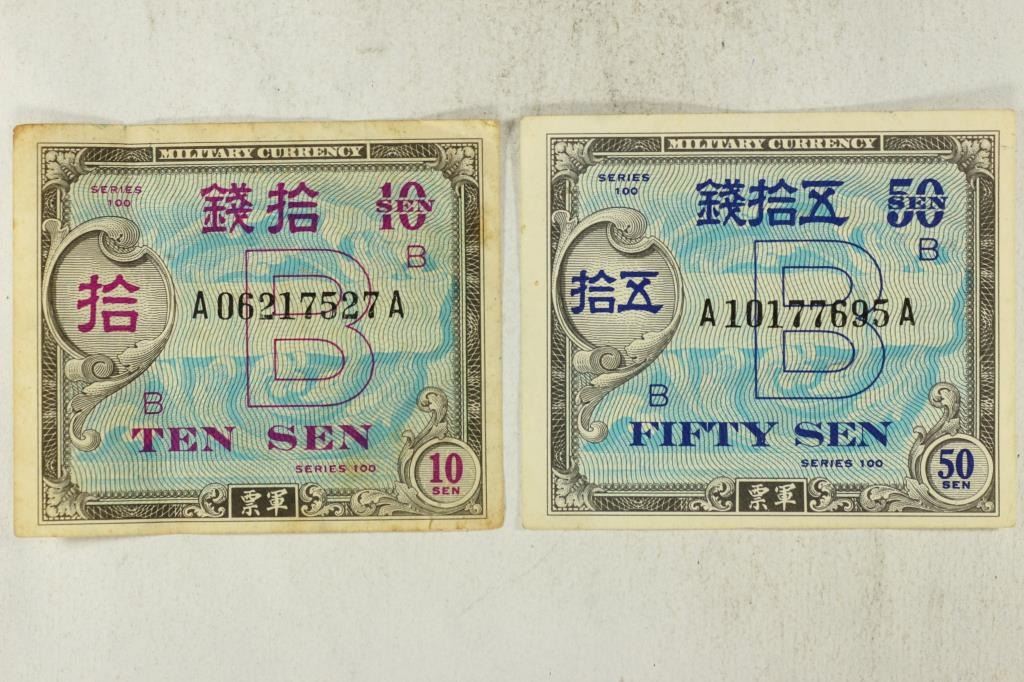 MILITARY CURRENCY
SERIES
100
錢拾
10
SEN
B
拾
B
A06217527A
B
TEN SEN
SERIES 100
10
SEN
票軍
MILITARY CURRENCY
SERIES
100
錢拾五
50
SEN
B
拾五
B
A10177695A
B
FIFTY SEN
SERIES 100
50
SEN
票軍